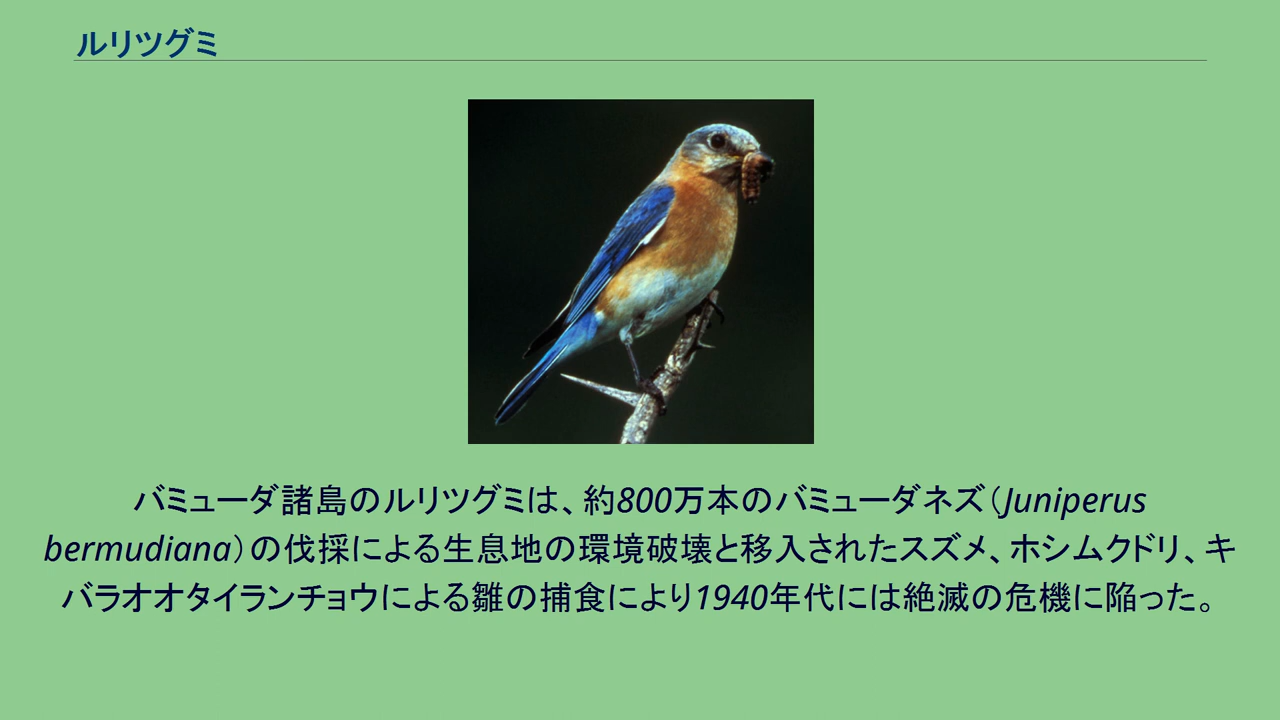 ルリツグミ
バミューダ諸島のルリツグミは、約800万本のバミューダネズ（Juniperus
bermudiana）の伐採による生息地の環境破壊と移入されたスズメ、ホシムクドリ、キ
バラオオタイランチョウによる雛の捕食により1940年代には絶滅の危機に陥った。